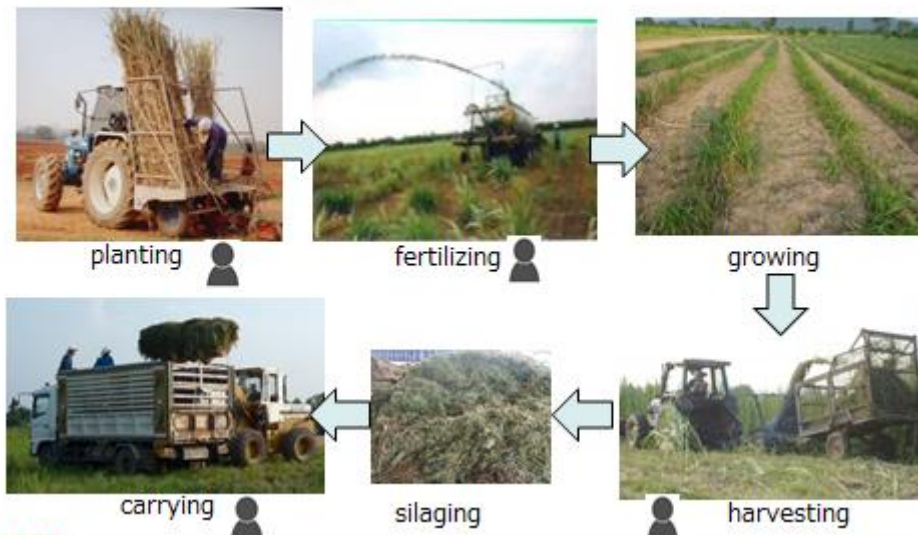 planting
fertilizing
growing
carrying
silaging
harvesting